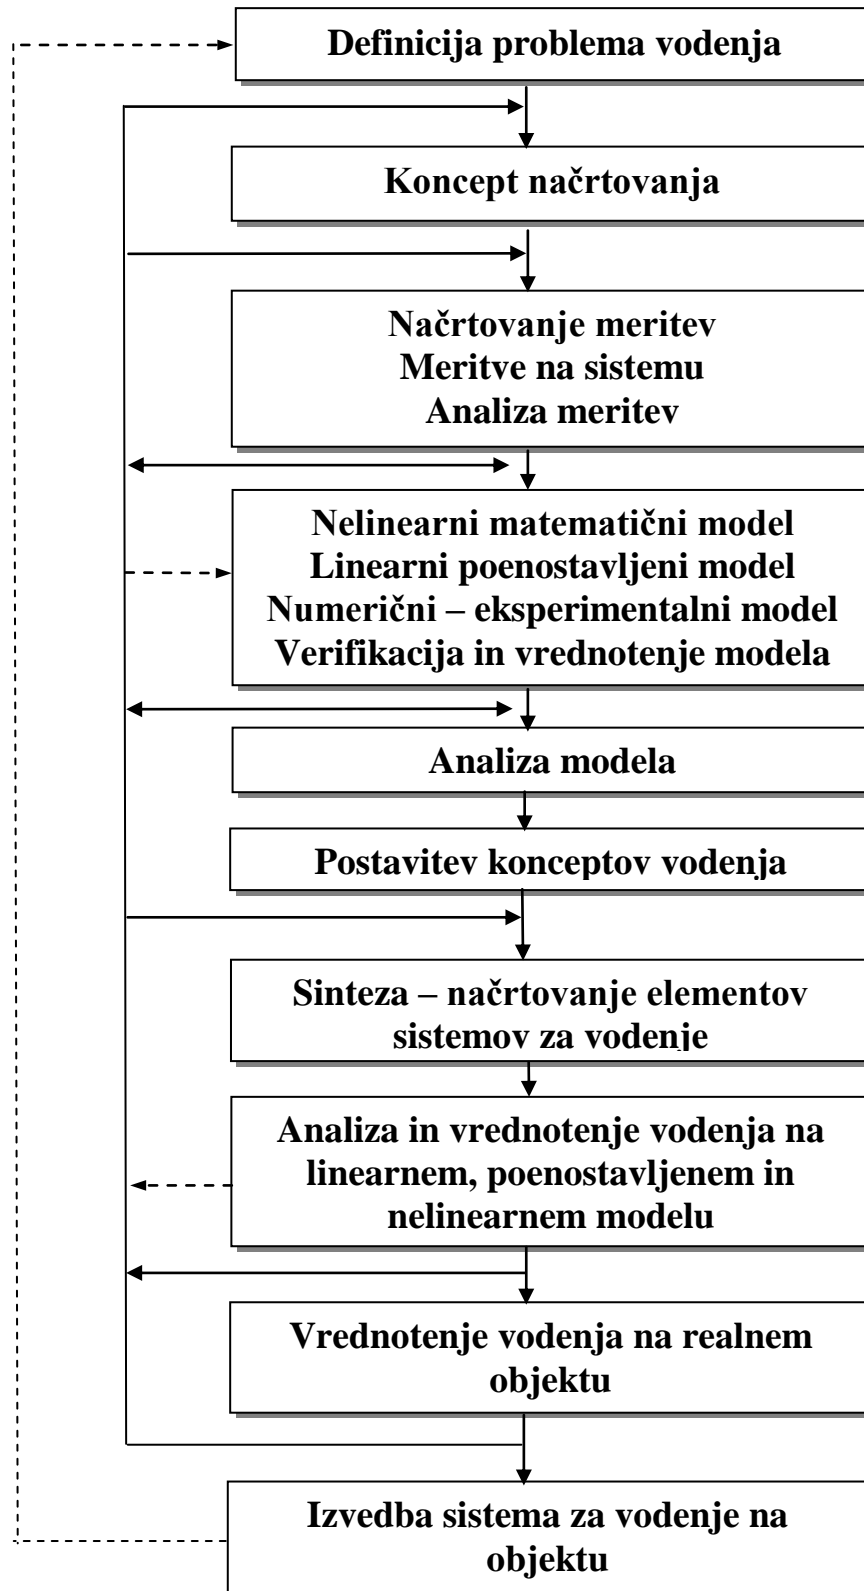 Definicija problema vodenja
Koncept načrtovanja
Načrtovanje meritev
Meritve na sistemu
Analiza meritev
Nelinearni matematični model
Linearni poenostavljeni model
Numerični – eksperimentalni model
Verifikacija in vrednotenje modela
Analiza modela
Postavitev konceptov vodenja
Sinteza – načrtovanje elementov
sistemov za vodenje
Analiza in vrednotenje vodenja na
linearnem, poenostavljenem in
nelinearnem modelu
Vrednotenje vodenja na realnem
objektu
Izvedba sistema za vodenje na
objektu